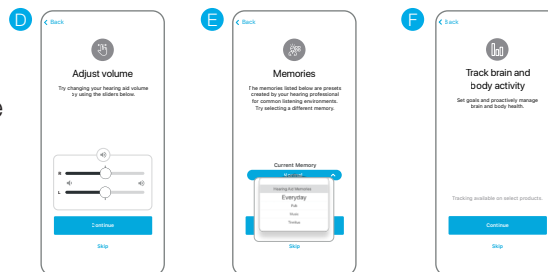 e
D
Back
Adjust volume
Try changing your hearing aid volume
by using the sliders below.
R
L
Continue
Skip
E
Back
Memories
The memories listed below are presets
created by your hearing professional
for common listening environments.
Try selecting a different memory.
Current Memory
Hearing Aid Memories
Everyday
Music
Skip
F
Back
Track brain and
body activity
Set goals and proactively manage
brain and body health.
Tracking available on select products.
Continue
Skip